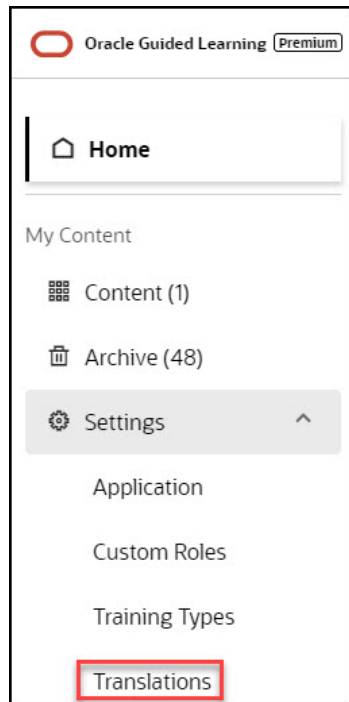 Oracle Guided Learning Premium
Home
My Content
Content (1)
Archive (48)
Settings
Application
Custom Roles
Training Types
Translations